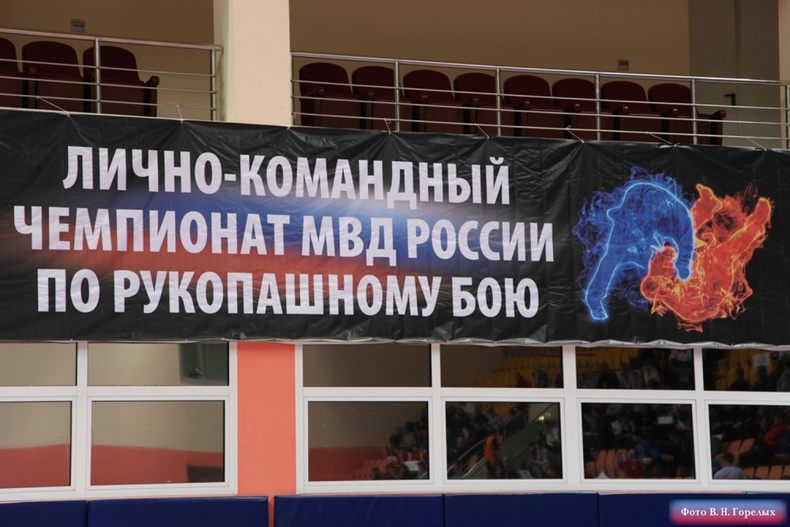 ЛИЧНО-КОМАНДНЫЙ
ЧЕМПИОНАТ МВД РОССИИ
ПО РУКОПАШНОМУ БОЮ
Фото В. Н. Горелых